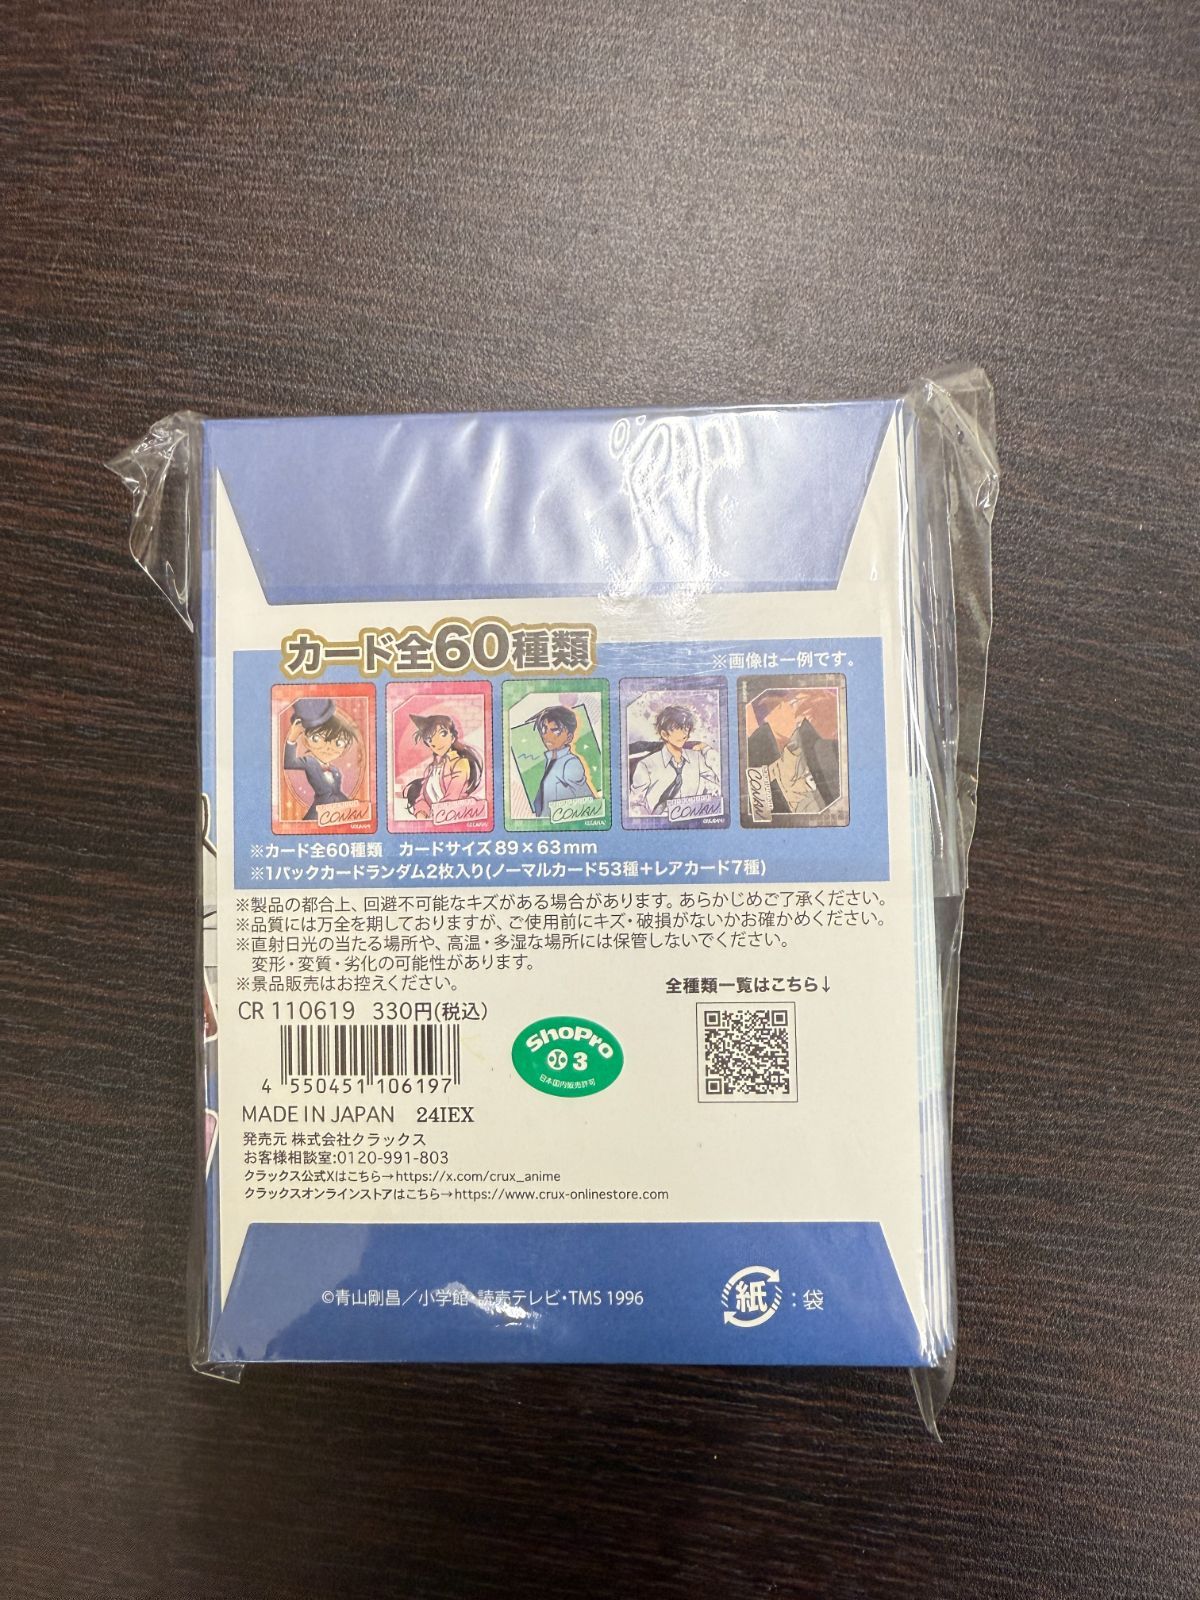 カード全60種類
※画像は一例です。
CONAN
CONAN
CONAN
CONAN
CONAN
※カード全60種類 カードサイズ89×63mm
※1パックカードランダム2枚入り(ノーマルカード53種+レアカード7種)
※製品の都合上、回避不可能なキズがある場合があります。あらかじめご了承ください。
※品質には万全を期しておりますが、ご使用前にキズ・破損がないかお確かめください。
※直射日光の当たる場所や、高温・多湿な場所には保管しないでください。
変形・変質・劣化の可能性があります。
※景品販売はお控えください。
全種類一覧はこちら↓
CR 110619 330円(税込)
4 550451 106197
ShoPro
3
日本国内販売許可
MADE IN JAPAN 24IEX
発売元 株式会社クラックス
お客様相談室:0120-991-803
クラックス公式Xはこちら→https://x.com/crux_anime
クラックスオンラインストアはこちら→https://www.crux-onlinestore.com
©青山剛昌/小学館・読売テレビ・TMS 1996
紙:袋